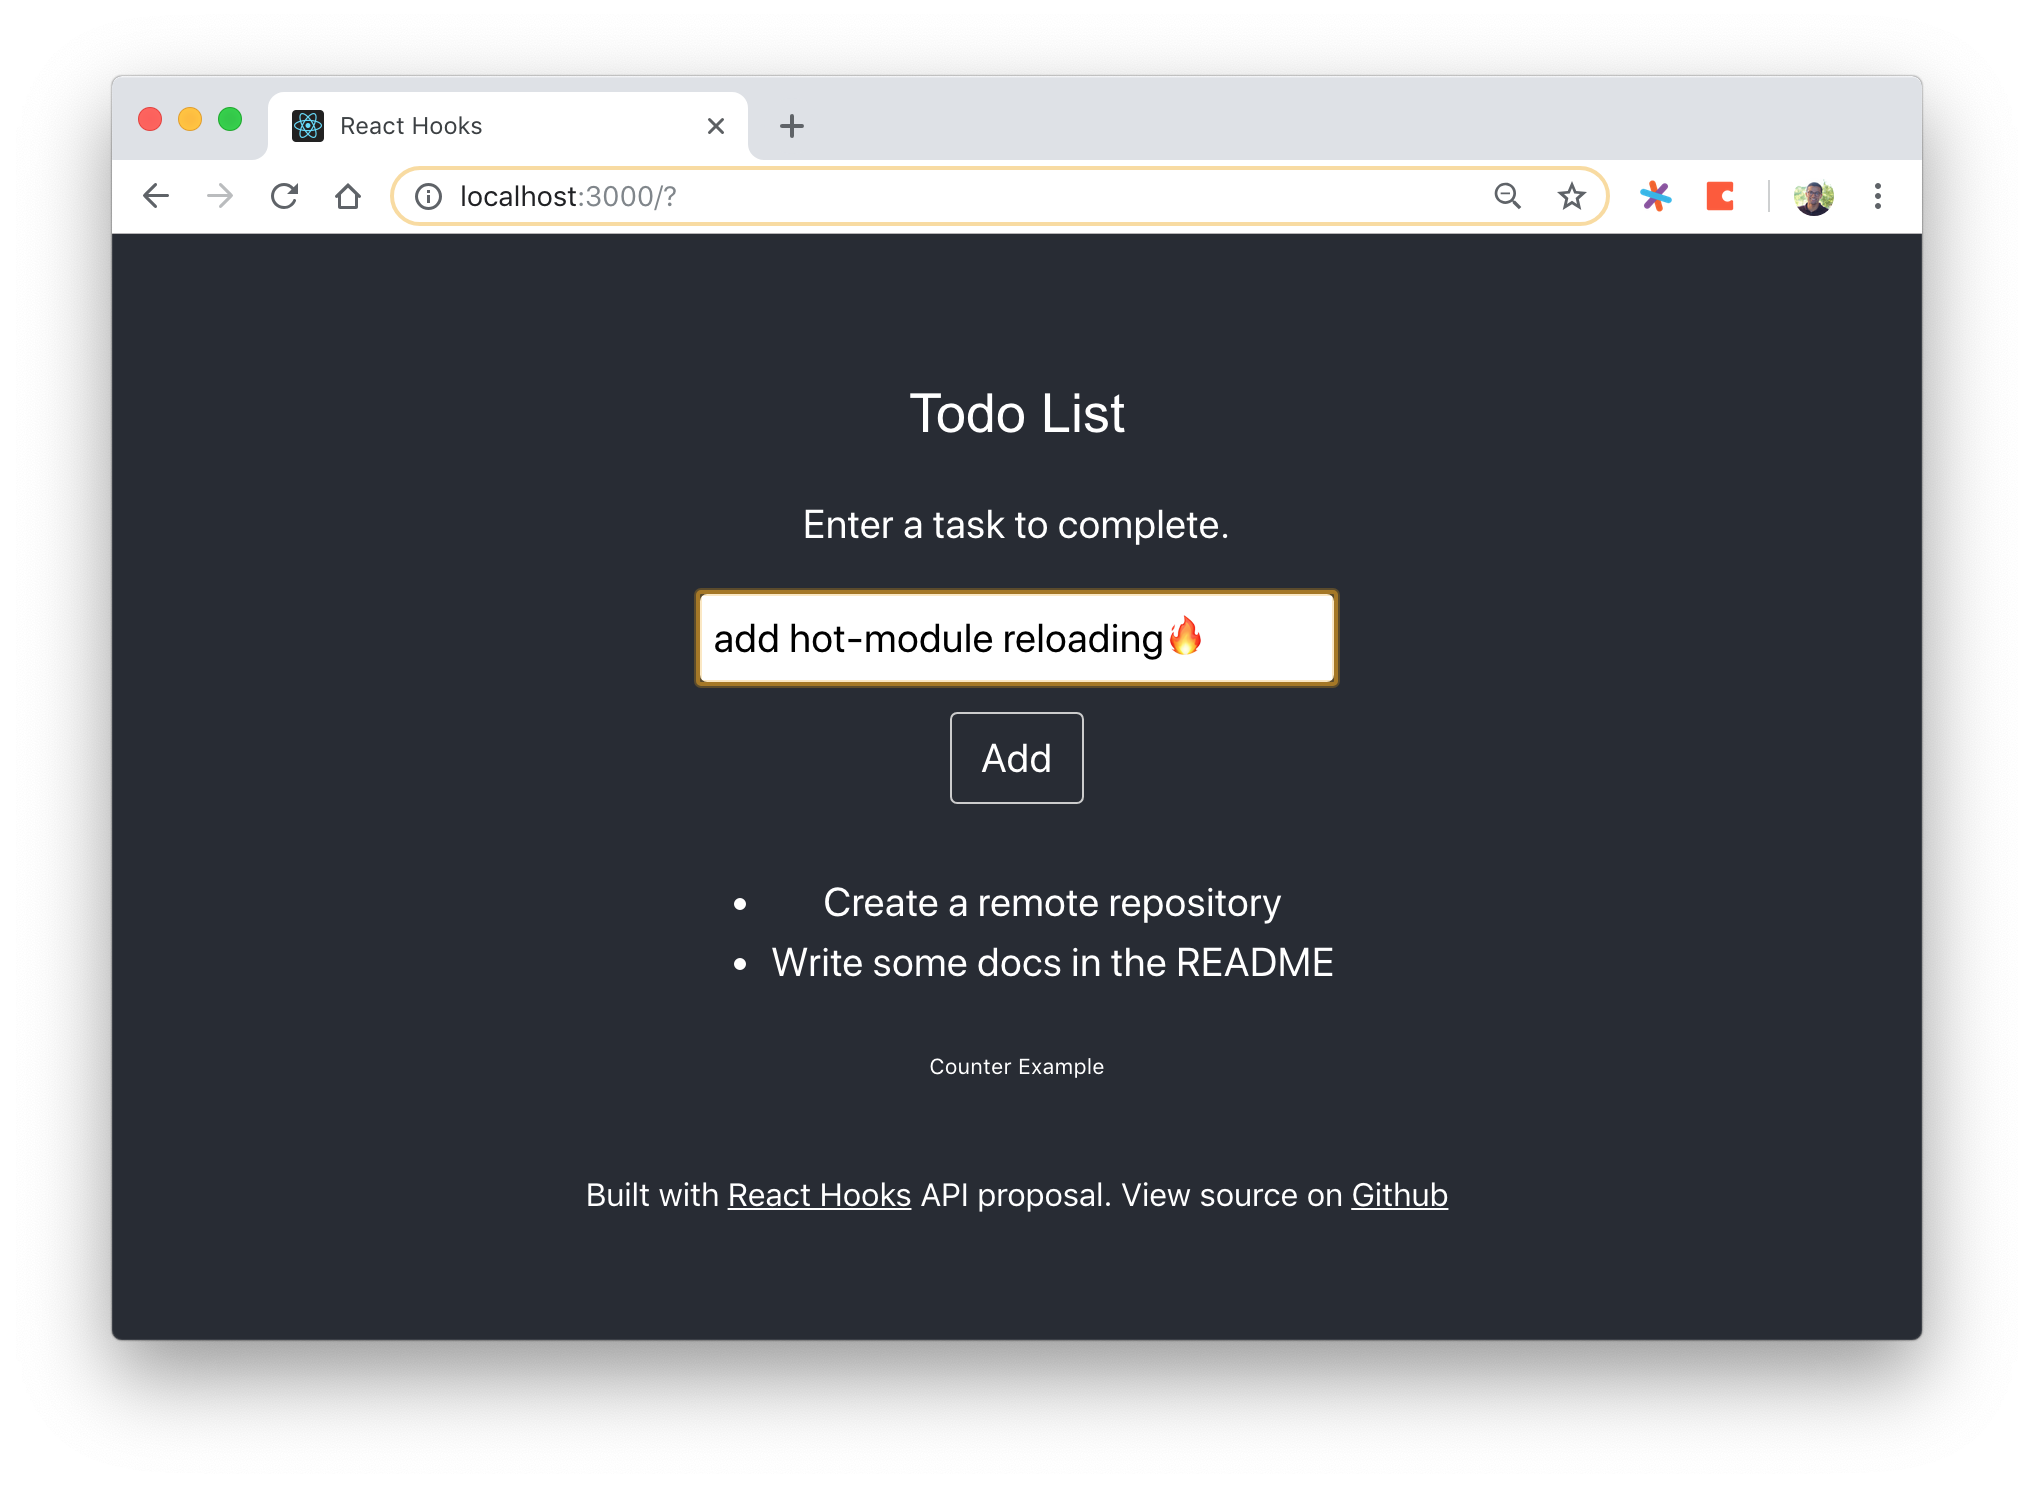 React Hooks
localhost:3000/?
Todo List
Enter a task to complete.
add hot-module reloading🔥
Add
• Create a remote repository
• Write some docs in the README
Counter Example
Built with React Hooks API proposal. View source on Github